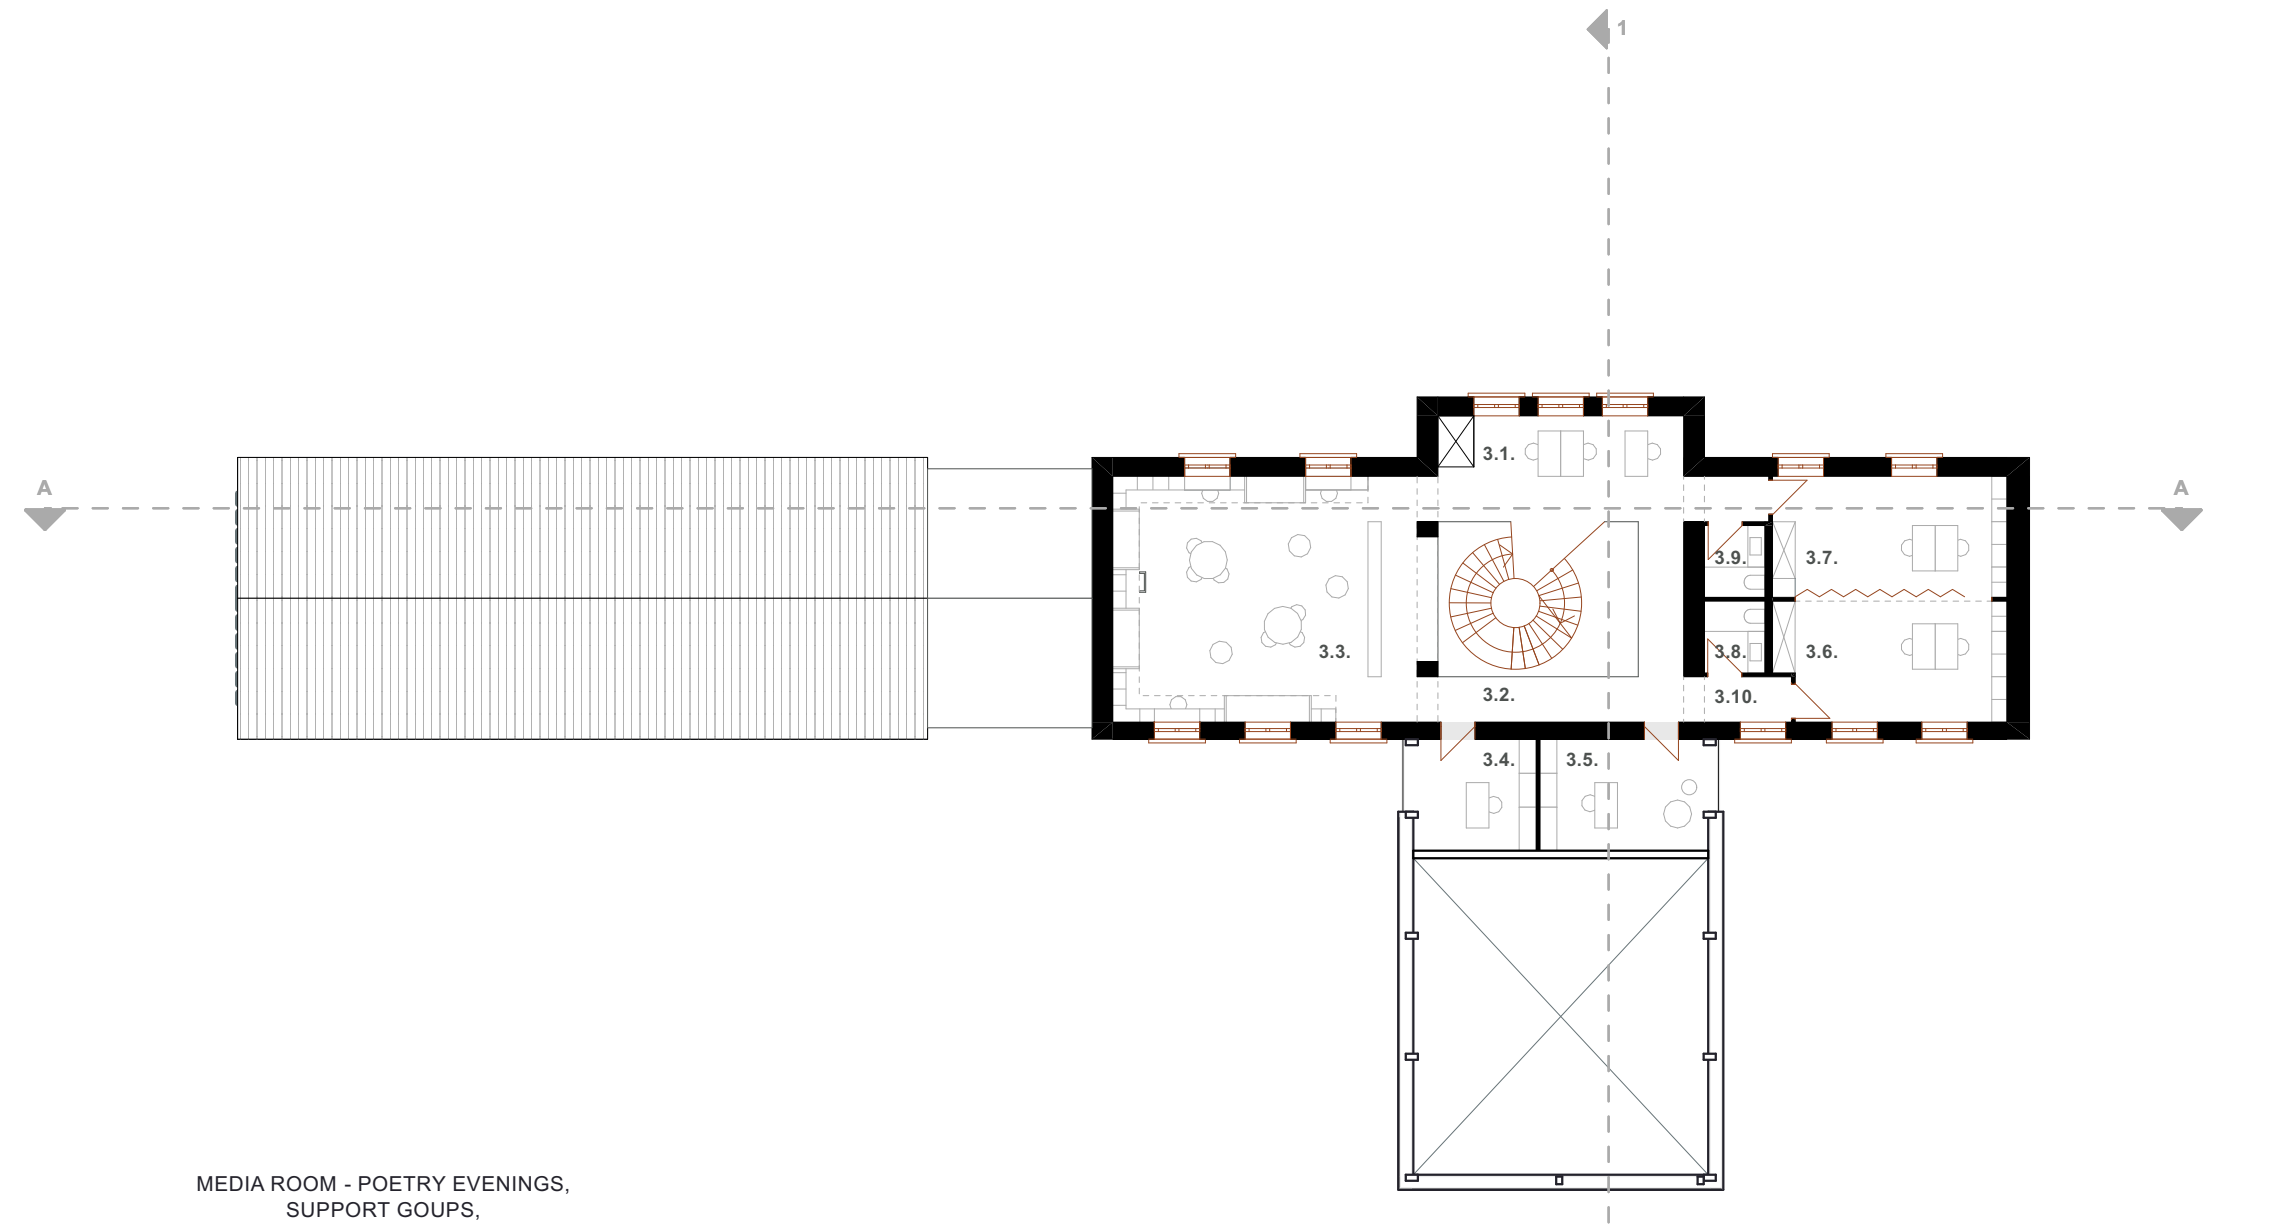 1
A
A
3.1.
3.9.
3.7.
3.3.
3.8.
3.6.
3.2.
3.10.
3.4.
3.5.
MEDIA ROOM - POETRY EVENINGS,
SUPPORT GOUPS,